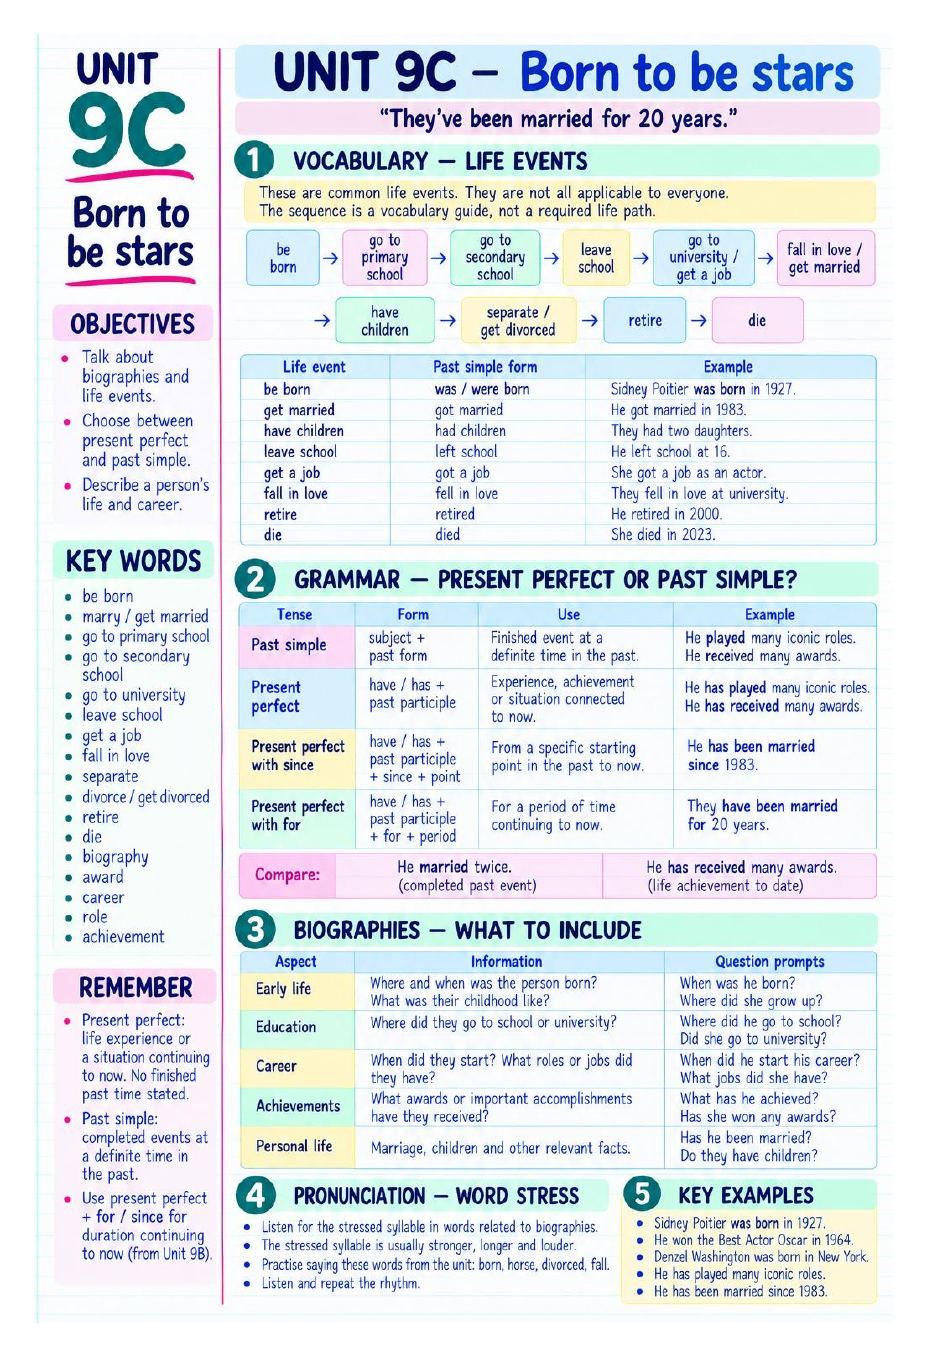 UNIT
9C
Born to
be stars
OBJECTIVES
• Talk about
biographies and
life events.
• Choose between
present perfect
and past simple.
• Describe a person's
life and career.
KEY WORDS
• be born
• marry / get married
• go to primary school
• go to secondary
school
• go to university
• leave school
• get a job
• fall in love
• separate
• divorce / get divorced
• retire
• die
• biography
• award
• career
• role
• achievement
REMEMBER
• Present perfect:
life experience or
a situation continuing
to now. No finished
past time stated.
• Past simple:
completed events at
a definite time in
the past.
• Use present perfect
+ for / since for
duration continuing
to now (from Unit 9B).
UNIT 9C – Born to be stars
“They've been married for 20 years.”
1 VOCABULARY — LIFE EVENTS
These are common life events. They are not all applicable to everyone.
The sequence is a vocabulary guide, not a required life path.
be
born
→
go to
primary
school
→
go to
secondary
school
→
leave
school
→
go to
university /
get a job
→
fall in love /
get married
→
have
children
→
separate /
get divorced
→
retire
→
die
Life event Past simple form Example
be born was / were born Sidney Poitier was born in 1927.
get married got married He got married in 1983.
have children had children They had two daughters.
leave school left school He left school at 16.
get a job got a job She got a job as an actor.
fall in love fell in love They fell in love at university.
retire retired He retired in 2000.
die died She died in 2023.
2 GRAMMAR — PRESENT PERFECT OR PAST SIMPLE?
Tense Form Use Example
Past simple
subject +
past form
Finished event at a
definite time in the past.
He played many iconic roles.
He received many awards.
Present
perfect
have / has +
past participle
Experience, achievement
or situation connected
to now.
He has played many iconic roles.
He has received many awards.
Present perfect
with since
have / has +
past participle
+ since + point
From a specific starting
point in the past to now.
He has been married
since 1983.
Present perfect
with for
have / has +
past participle
+ for + period
For a period of time
continuing to now.
They have been married
for 20 years.
Compare:
He married twice.
(completed past event)
He has received many awards.
(life achievement to date)
3 BIOGRAPHIES — WHAT TO INCLUDE
Aspect Information Question prompts
Early life
Where and when was the person born?
What was their childhood like?
When was he born?
Where did she grow up?
Education
Where did they go to school or university?
Where did he go to school?
Did she go to university?
Career
When did they start? What roles or jobs did
they have?
When did he start his career?
What jobs did she have?
Achievements
What awards or important accomplishments
have they received?
What has he achieved?
Has she won any awards?
Personal life
Marriage, children and other relevant facts.
Has he been married?
Do they have children?
4 PRONUNCIATION — WORD STRESS
• Listen for the stressed syllable in words related to biographies.
• The stressed syllable is usually stronger, longer and louder.
• Practise saying these words from the unit: born, horse, divorced, fall.
• Listen and repeat the rhythm.
5 KEY EXAMPLES
• Sidney Poitier was born in 1927.
• He won the Best Actor Oscar in 1964.
• Denzel Washington was born in New York.
• He has played many iconic roles.
• He has been married since 1983.